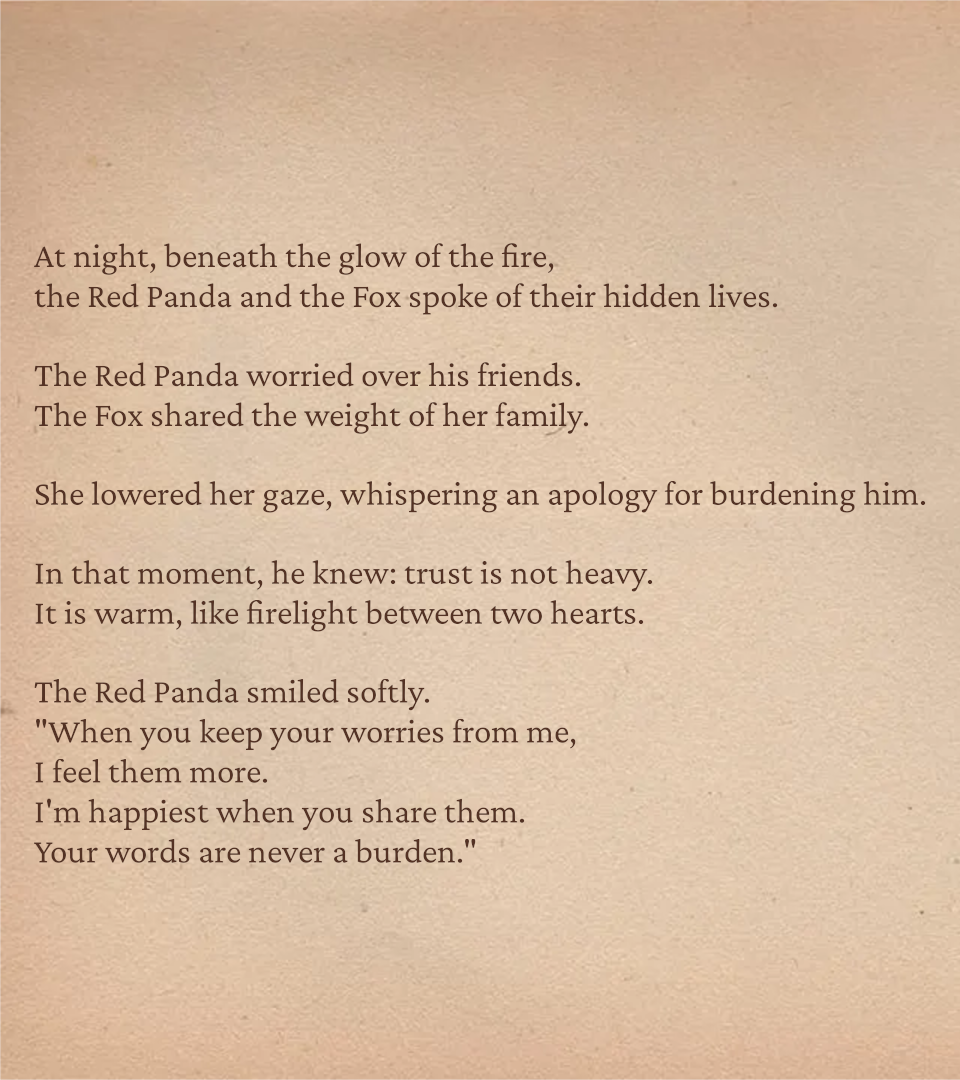 At night, beneath the glow of the fire,
the Red Panda and the Fox spoke of their hidden lives.
The Red Panda worried over his friends.
The Fox shared the weight of her family.
She lowered her gaze, whispering an apology for burdening him.
In that moment, he knew: trust is not heavy.
It is warm, like firelight between two hearts.
The Red Panda smiled softly.
"When you keep your worries from me,
I feel them more.
I'm happiest when you share them.
Your words are never a burden."